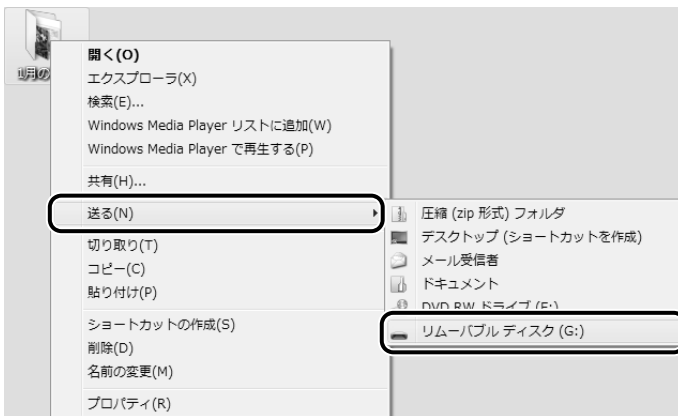 1月の
開く(O)
エクスプローラ(X)
検索(E)...
Windows Media Player リストに追加(W)
Windows Media Player で再生する(P)
共有(H)...
送る(N)
切り取り(T)
コピー(C)
貼り付け(P)
ショートカットの作成(S)
削除(D)
名前の変更(M)
プロパティ(R)
圧縮 (zip 形式) フォルダ
デスクトップ (ショートカットを作成)
メール受信者
ドキュメント
DVD RW ドライブ (E:)
リムーバブル ディスク (G:)